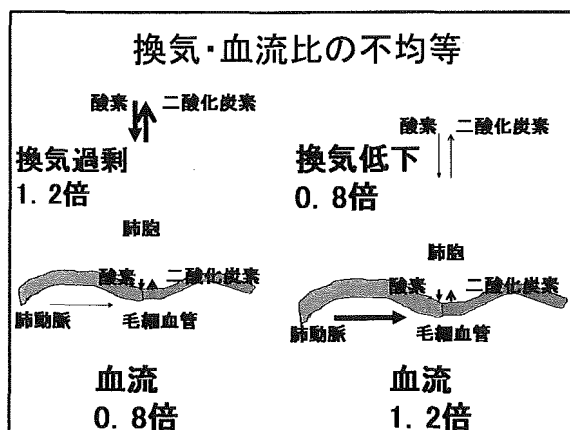 換気・血流比の不均等
酸素 二酸化炭素
換気過剰
1.2倍
肺胞
酸素 二酸化炭素
肺動脈 毛細血管
血流
0.8倍
酸素 二酸化炭素
換気低下
0.8倍
肺胞
酸素 二酸化炭素
肺動脈 毛細血管
血流
1.2倍